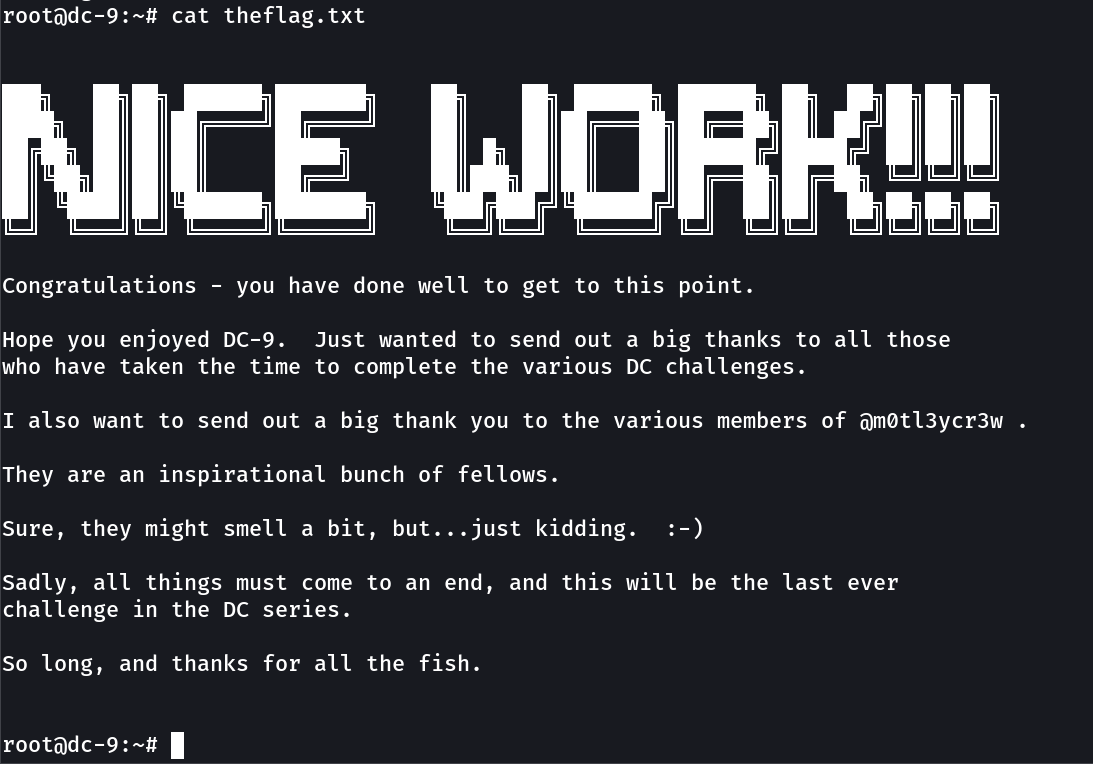 root@dc-9:~# cat theflag.txt
NICE WORK!!!
Congratulations - you have done well to get to this point.
Hope you enjoyed DC-9.  Just wanted to send out a big thanks to all those
who have taken the time to complete the various DC challenges.
I also want to send out a big thank you to the various members of @m0tl3ycr3w .
They are an inspirational bunch of fellows.
Sure, they might smell a bit, but...just kidding.  :-)
Sadly, all things must come to an end, and this will be the last ever
challenge in the DC series.
So long, and thanks for all the fish.
root@dc-9:~#